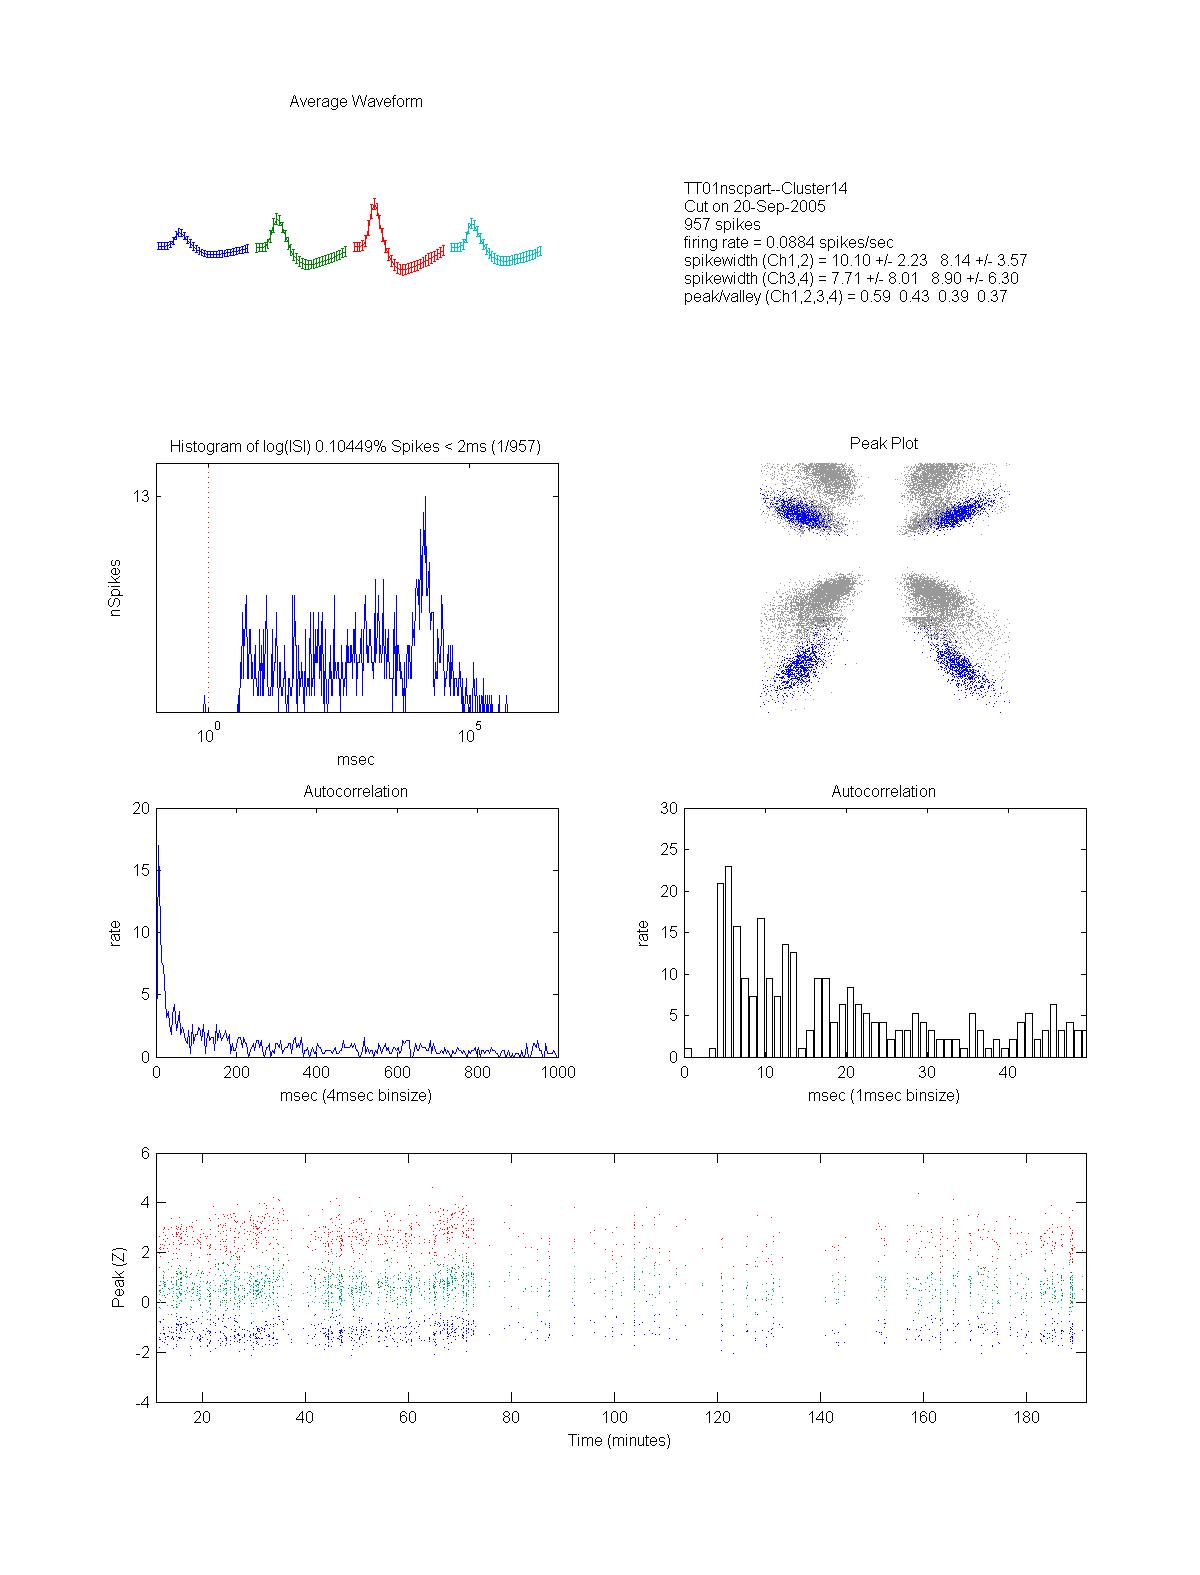 Average Waveform
TT01nscpart--Cluster14
Cut on 20-Sep-2005
957 spikes
firing rate = 0.0884 spikes/sec
spikewidth (Ch1,2) = 10.10 +/- 2.23 8.14 +/- 3.57
spikewidth (Ch3,4) = 7.71 +/- 8.01 8.90 +/- 6.30
peak/valley (Ch1,2,3,4) = 0.59 0.43 0.39 0.37
Histogram of log(ISI) 0.10449% Spikes < 2ms (1/957)
13
nSpikes
10^0 10^5
msec
Peak Plot
Autocorrelation
20
15
10
5
0
rate
0 200 400 600 800 1000
msec (4msec binsize)
Autocorrelation
30
25
20
15
10
5
0
rate
0 10 20 30 40
msec (1msec binsize)
6
4
2
0
-2
-4
Peak (Z)
20 40 60 80 100 120 140 160 180
Time (minutes)